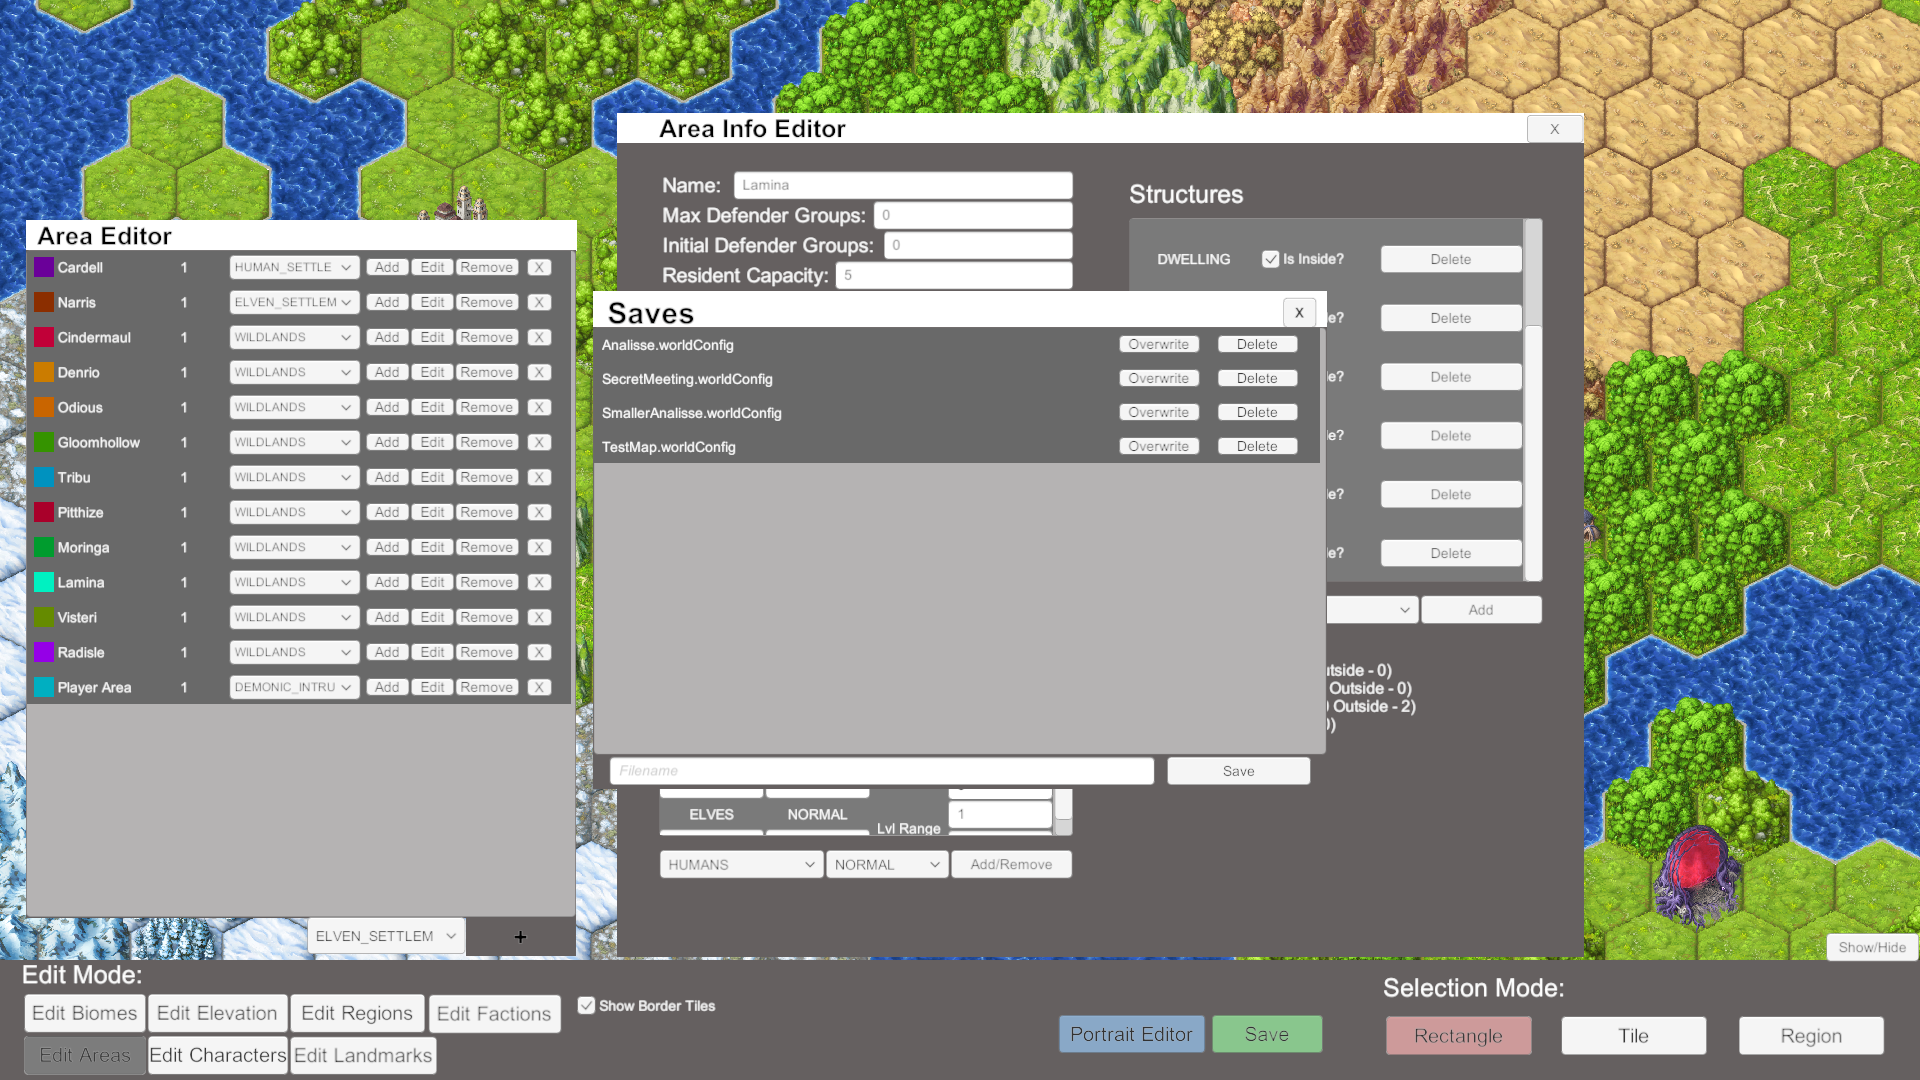 Area Info Editor
X
Name:
Lamina
Max Defender Groups:
0
Initial Defender Groups:
0
Resident Capacity:
5
Structures
DWELLING
Is Inside?
Delete
Delete
Delete
Delete
Delete
Delete
Add
Outside - 0)
Outside - 2)
ELVES
NORMAL
Lvl Range
1
HUMANS
NORMAL
Add/Remove
Area Editor
Cardell 1 HUMAN_SETTLE Add Edit Remove X
Narris 1 ELVEN_SETTLEM Add Edit Remove X
Cindermaul 1 WILDLANDS Add Edit Remove X
Denrio 1 WILDLANDS Add Edit Remove X
Odious 1 WILDLANDS Add Edit Remove X
Gloomhollow 1 WILDLANDS Add Edit Remove X
Tribu 1 WILDLANDS Add Edit Remove X
Pitthize 1 WILDLANDS Add Edit Remove X
Moringa 1 WILDLANDS Add Edit Remove X
Lamina 1 WILDLANDS Add Edit Remove X
Visteri 1 WILDLANDS Add Edit Remove X
Radisle 1 WILDLANDS Add Edit Remove X
Player Area 1 DEMONIC_INTRU Add Edit Remove X
ELVEN_SETTLEM +
Saves
X
Analisse.worldConfig Overwrite Delete
SecretMeeting.worldConfig Overwrite Delete
SmallerAnalisse.worldConfig Overwrite Delete
TestMap.worldConfig Overwrite Delete
Filename
Save
Show/Hide
Edit Mode:
Edit Biomes Edit Elevation Edit Regions Edit Factions
Edit Areas Edit Characters Edit Landmarks
Show Border Tiles
Portrait Editor Save
Selection Mode:
Rectangle Tile Region